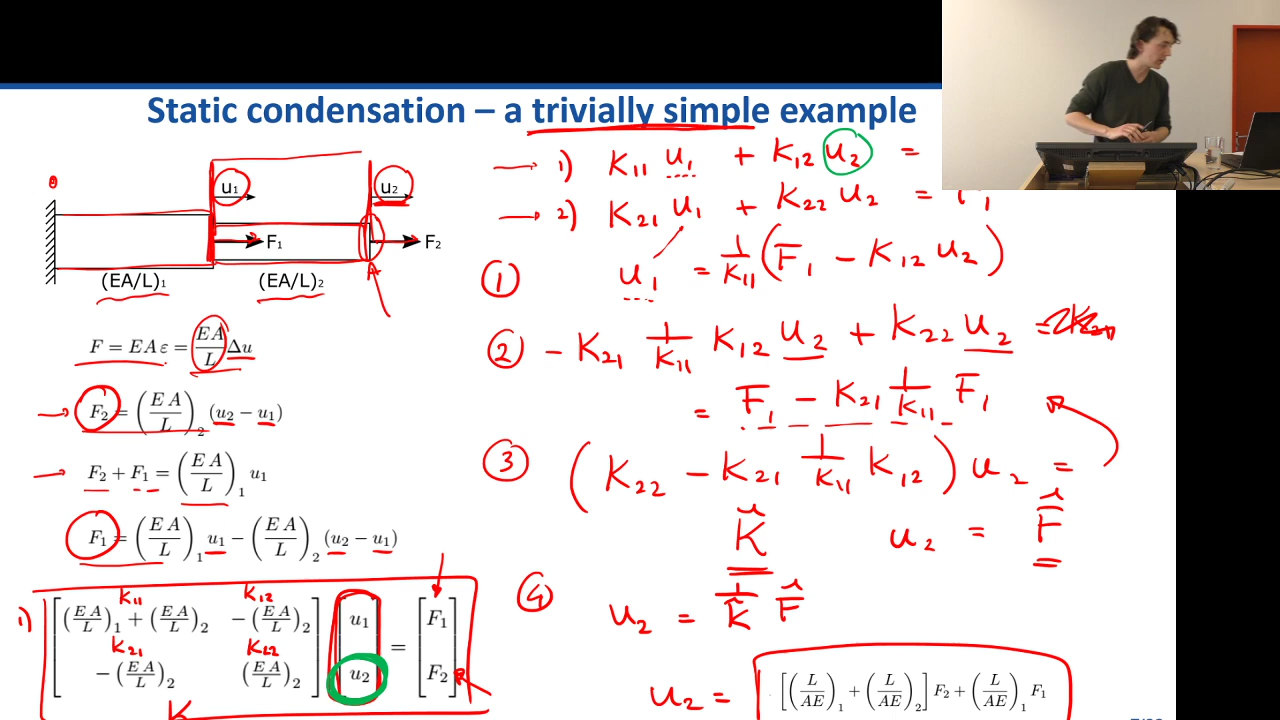 Static condensation – a trivially simple example
0 u₁ u₂
F₁ F₂
A
(EA/L)₁ (EA/L)₂
F = EA ε = EA/L Δu
F₂ = (EA/L)₂ (u₂ − u₁)
F₂ + F₁ = (EA/L)₁ u₁
F₁ = (EA/L)₁ u₁ − (EA/L)₂ (u₂ − u₁)
1) K₁₁ K₁₂
[(EA/L)₁ + (EA/L)₂ −(EA/L)₂] [u₁] = [F₁]
K₂₁ K₂₂
[−(EA/L)₂ (EA/L)₂] [u₂] [F₂]
K
→ 1) K₁₁ u₁ + K₁₂ u₂ =
→ 2) K₂₁ u₁ + K₂₂ u₂ = F₁
① u₁ = 1/K₁₁ (F₁ − K₁₂ u₂)
② − K₂₁ 1/K₁₁ K₁₂ u₂ + K₂₂ u₂ =
= F₁ − K₂₁ 1/K₁₁ F₁
③ (K₂₂ − K₂₁ 1/K₁₁ K₁₂) u₂ =
K̂ u₂ = F̂
④ u₂ = 1/K̂ F̂
u₂ = [(L/AE)₁ + (L/AE)₂] F₂ + (L/AE)₁ F₁